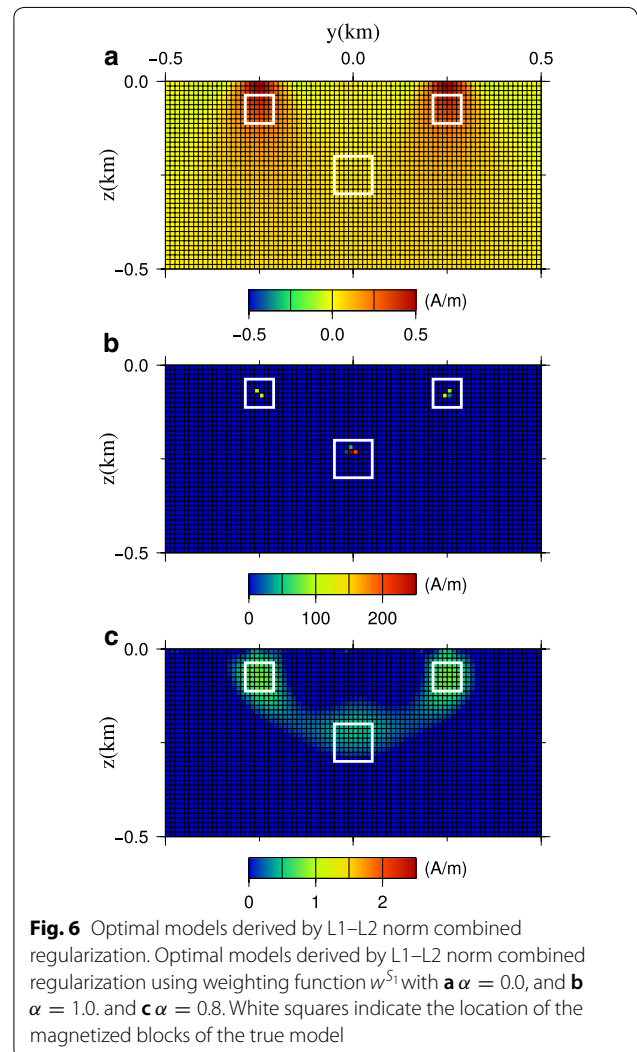 y(km)
a
−0.5 0.0 0.5
0.0
z(km)
−0.5
(A/m)
−0.5 0.0 0.5
b
0.0
z(km)
−0.5
(A/m)
0 100 200
c
0.0
z(km)
−0.5
(A/m)
0 1 2
Fig. 6 Optimal models derived by L1–L2 norm combined
regularization. Optimal models derived by L1–L2 norm combined
regularization using weighting function w^S₁ with a α = 0.0, and b
α = 1.0. and c α = 0.8. White squares indicate the location of the
magnetized blocks of the true model